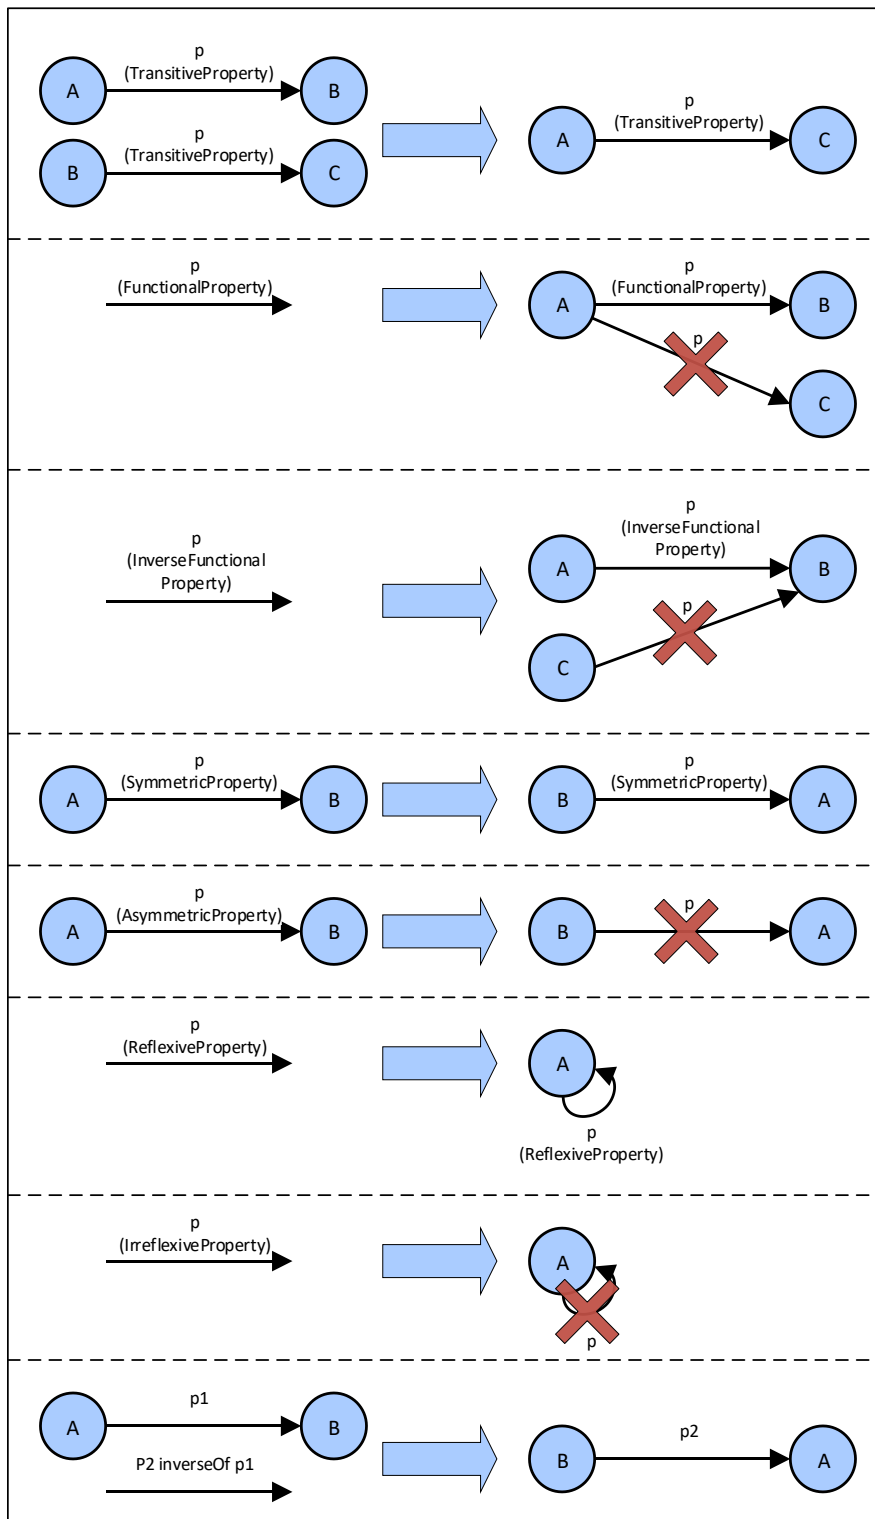 p
(TransitiveProperty)
A
B
p
(TransitiveProperty)
B
C
p
(TransitiveProperty)
A
C
p
(FunctionalProperty)
p
(FunctionalProperty)
A
B
p
C
p
(InverseFunctional
Property)
p
(InverseFunctional
Property)
A
B
p
C
p
(SymmetricProperty)
A
B
p
(SymmetricProperty)
B
A
p
(AsymmetricProperty)
A
B
p
B
A
p
(ReflexiveProperty)
A
p
(ReflexiveProperty)
p
(IrreflexiveProperty)
A
p
p1
A
B
P2 inverseOf p1
p2
B
A